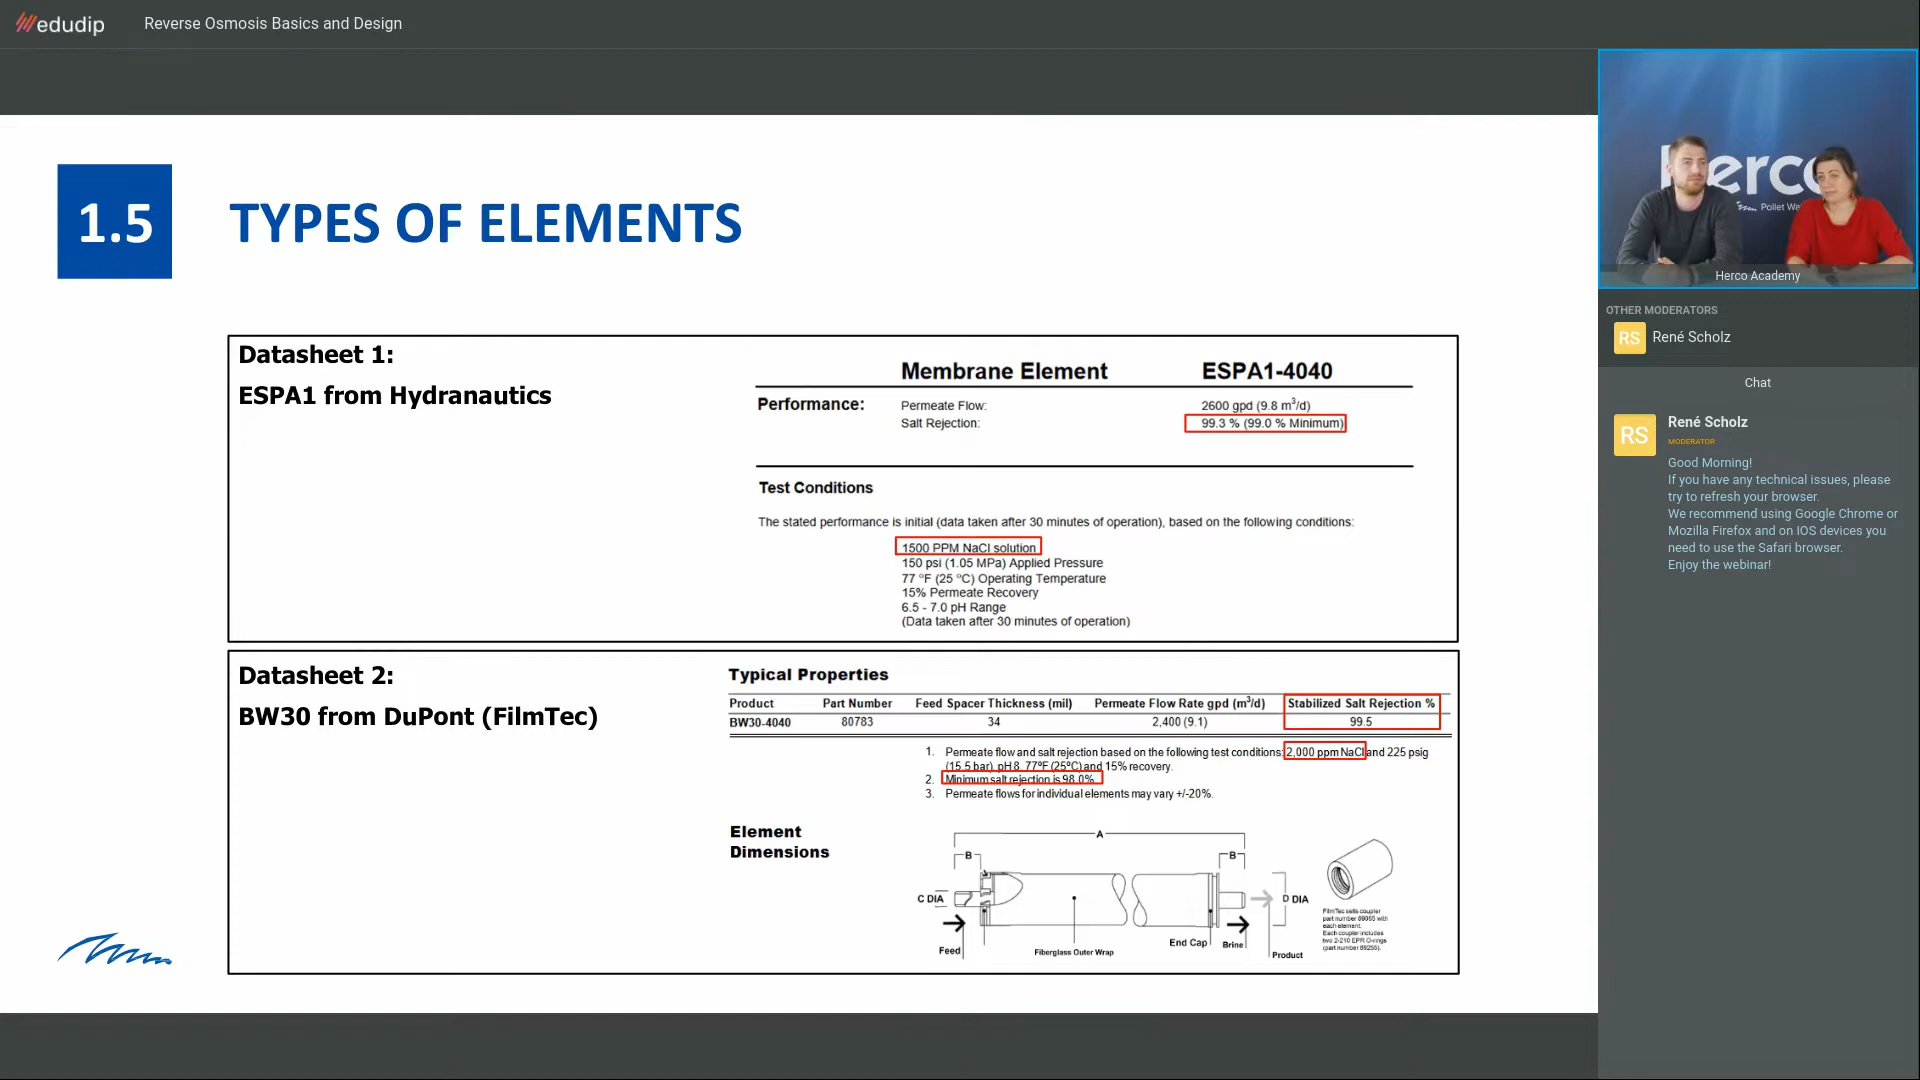 edudip
Reverse Osmosis Basics and Design
1.5
TYPES OF ELEMENTS
Datasheet 1:
ESPA1 from Hydranautics
Membrane Element ESPA1-4040
Performance: Permeate Flow: 2600 gpd (9.8 m³/d)
Salt Rejection: 99.3 % (99.0 % Minimum)
Test Conditions
The stated performance is initial (data taken after 30 minutes of operation), based on the following conditions:
1500 PPM NaCl solution
150 psi (1.05 MPa) Applied Pressure
77 °F (25 °C) Operating Temperature
15% Permeate Recovery
6.5 - 7.0 pH Range
(Data taken after 30 minutes of operation)
Datasheet 2:
BW30 from DuPont (FilmTec)
Typical Properties
Product Part Number Feed Spacer Thickness (mil) Permeate Flow Rate gpd (m³/d) Stabilized Salt Rejection %
BW30-4040 80783 34 2,400 (9.1) 99.5
1. Permeate flow and salt rejection based on the following test conditions: 2,000 ppm NaCl and 225 psig
(15.5 bar), pH 8, 77°F (25°C) and 15% recovery.
2. Minimum salt rejection is 98.0%.
3. Permeate flows for individual elements may vary +/-20%.
Element
Dimensions
A
B B
C DIA D DIA
Feed Fiberglass Outer Wrap End Cap Brine Product
FilmTec sells coupler
part number 89055 with
each element.
Each coupler includes
two 2-210 EPR O-rings
(part number 89255).
Herco
Pollet Wa
Herco Academy
OTHER MODERATORS
RS René Scholz
Chat
RS René Scholz
MODERATOR
Good Morning!
If you have any technical issues, please
try to refresh your browser.
We recommend using Google Chrome or
Mozilla Firefox and on IOS devices you
need to use the Safari browser.
Enjoy the webinar!